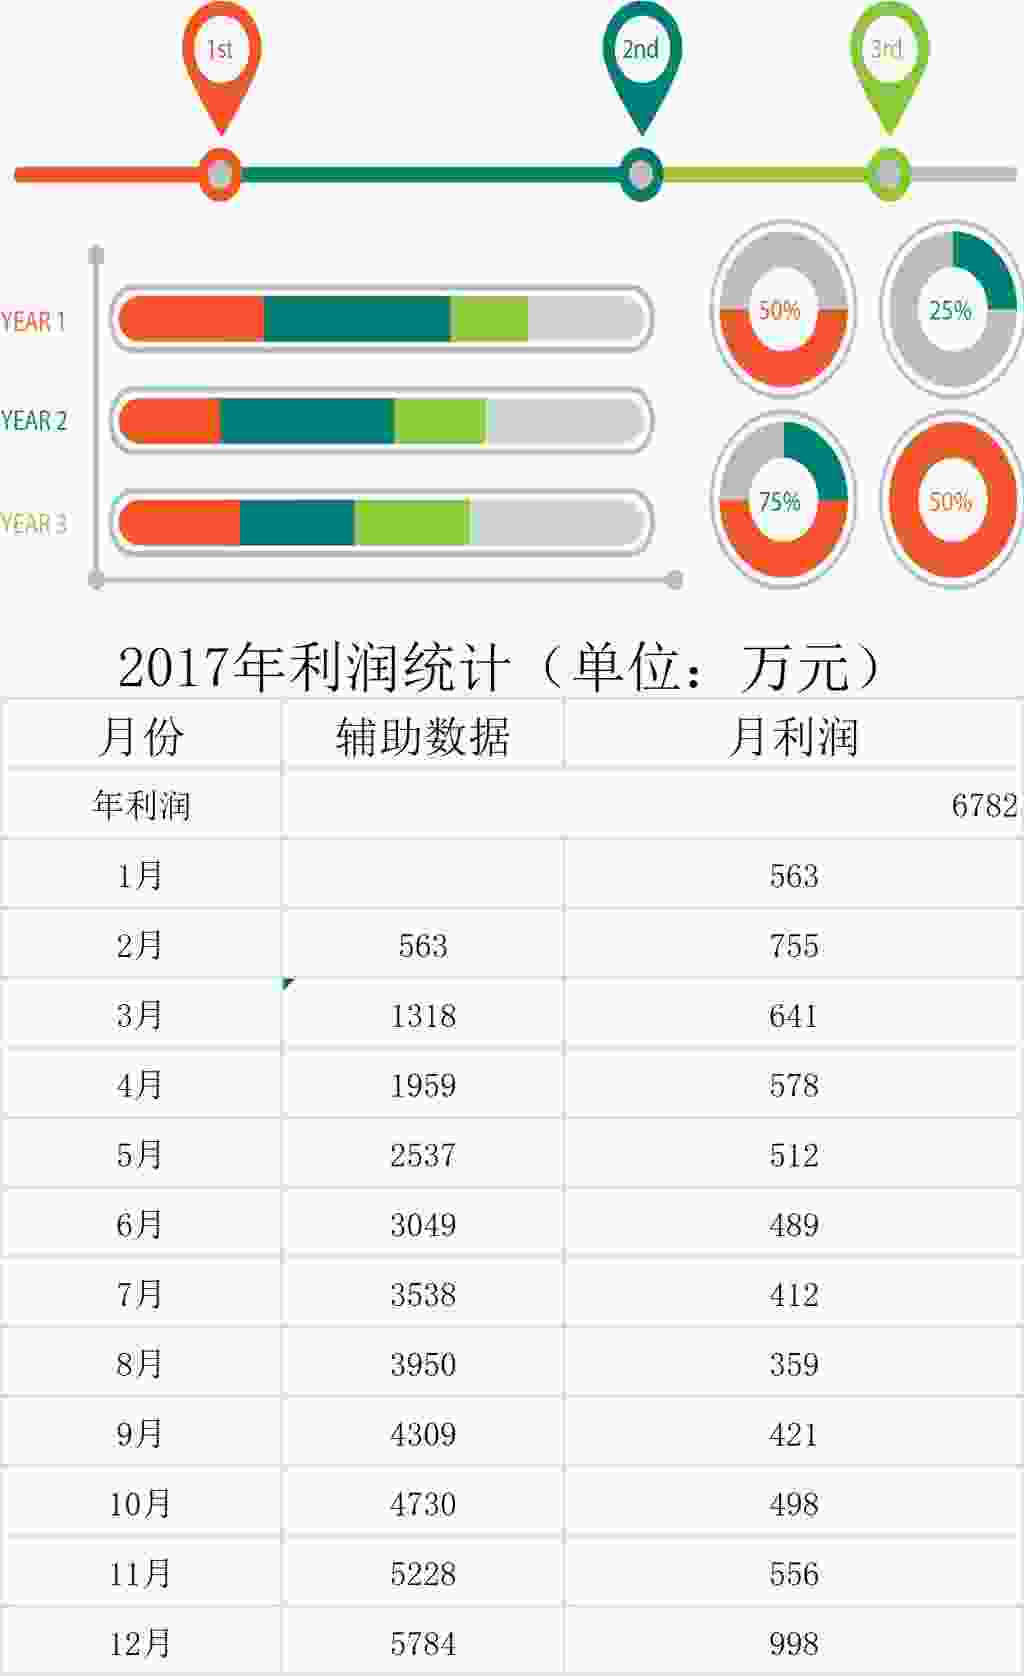 1st 2nd 3rd
YEAR 1
50% 25%
YEAR 2
75% 50%
YEAR 3
2017年利润统计（单位：万元）
月份 辅助数据 月利润
年利润 6782
1月 563
2月 563 755
3月 1318 641
4月 1959 578
5月 2537 512
6月 3049 489
7月 3538 412
8月 3950 359
9月 4309 421
10月 4730 498
11月 5228 556
12月 5784 998